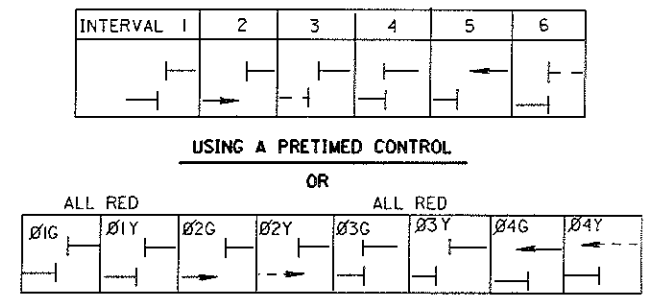 INTERVAL 1 2 3 4 5 6
USING A PRETIMED CONTROL
OR
ALL RED ALL RED
Ø1G Ø1Y Ø2G Ø2Y Ø3G Ø3Y Ø4G Ø4Y